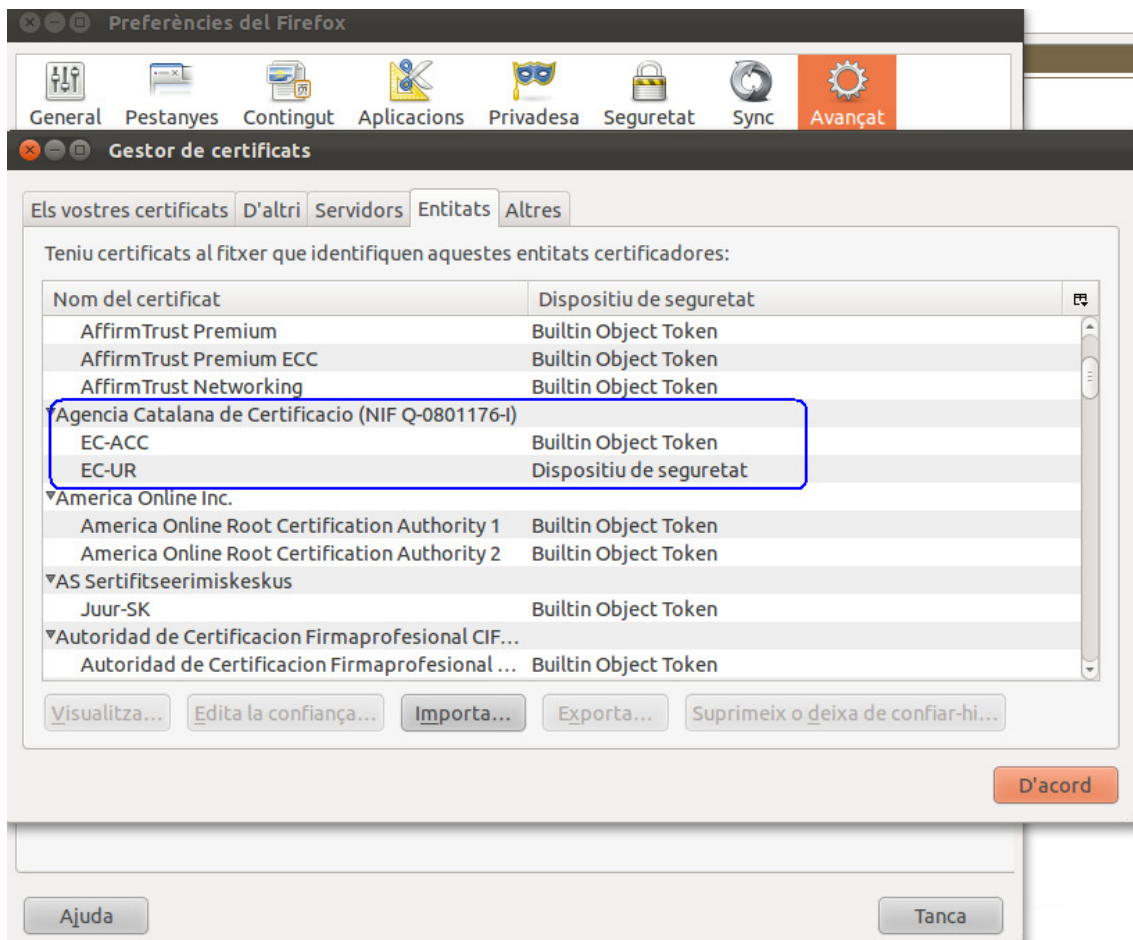 Preferències del Firefox
General Pestanyes Contingut Aplicacions Privadesa Seguretat Sync Avançat
Gestor de certificats
Els vostres certificats D'altri Servidors Entitats Altres
Teniu certificats al fitxer que identifiquen aquestes entitats certificadores:
Nom del certificat Dispositiu de seguretat
AffirmTrust Premium Builtin Object Token
AffirmTrust Premium ECC Builtin Object Token
AffirmTrust Networking Builtin Object Token
Agencia Catalana de Certificacio (NIF Q-0801176-I)
EC-ACC Builtin Object Token
EC-UR Dispositiu de seguretat
America Online Inc.
America Online Root Certification Authority 1 Builtin Object Token
America Online Root Certification Authority 2 Builtin Object Token
AS Sertifitseerimiskeskus
Juur-SK Builtin Object Token
Autoridad de Certificacion Firmaprofesional CIF...
Autoridad de Certificacion Firmaprofesional ... Builtin Object Token
Visualitza... Edita la confiança... Importa... Exporta... Suprimeix o deixa de confiar-hi...
D'acord
Ajuda Tanca